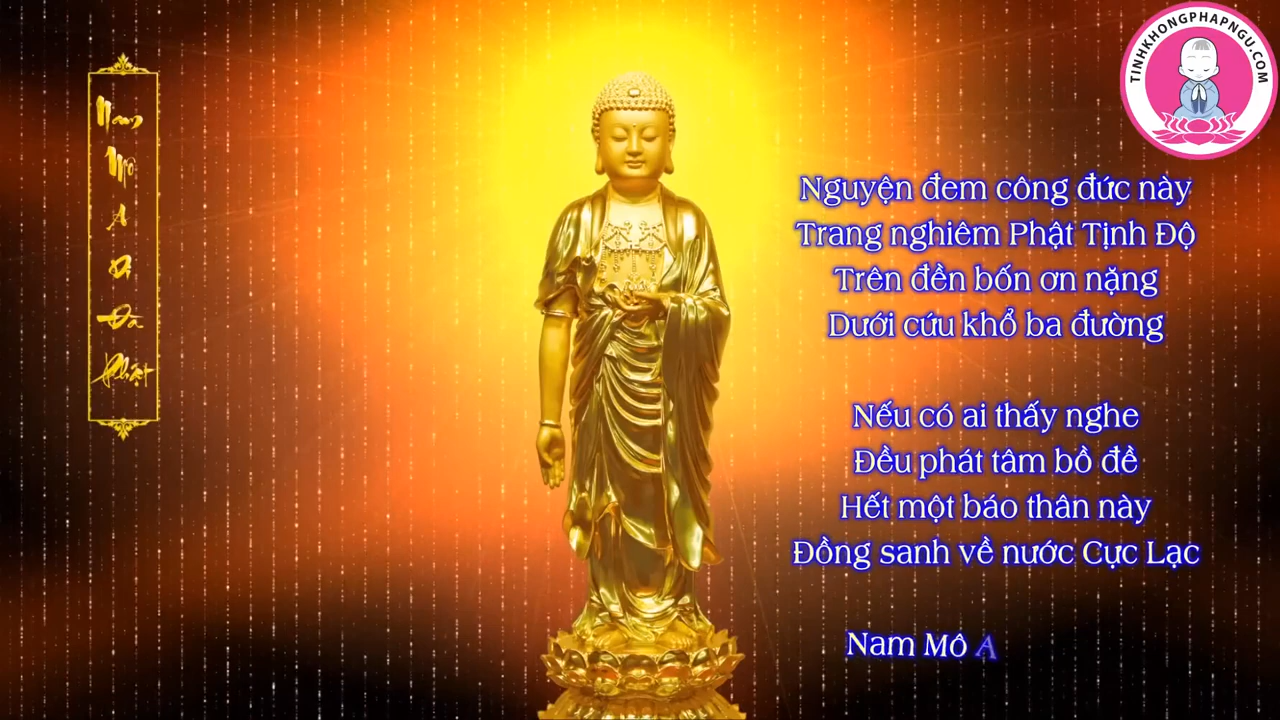 Nam
Mô
A
Di
Đà
Phật
TINHKHONGPHAPNGU.COM
Nguyện đem công đức này
Trang nghiêm Phật Tịnh Độ
Trên đền bốn ơn nặng
Dưới cứu khổ ba đường
Nếu có ai thấy nghe
Đều phát tâm bồ đề
Hết một báo thân này
Đồng sanh về nước Cực Lạc
Nam Mô A